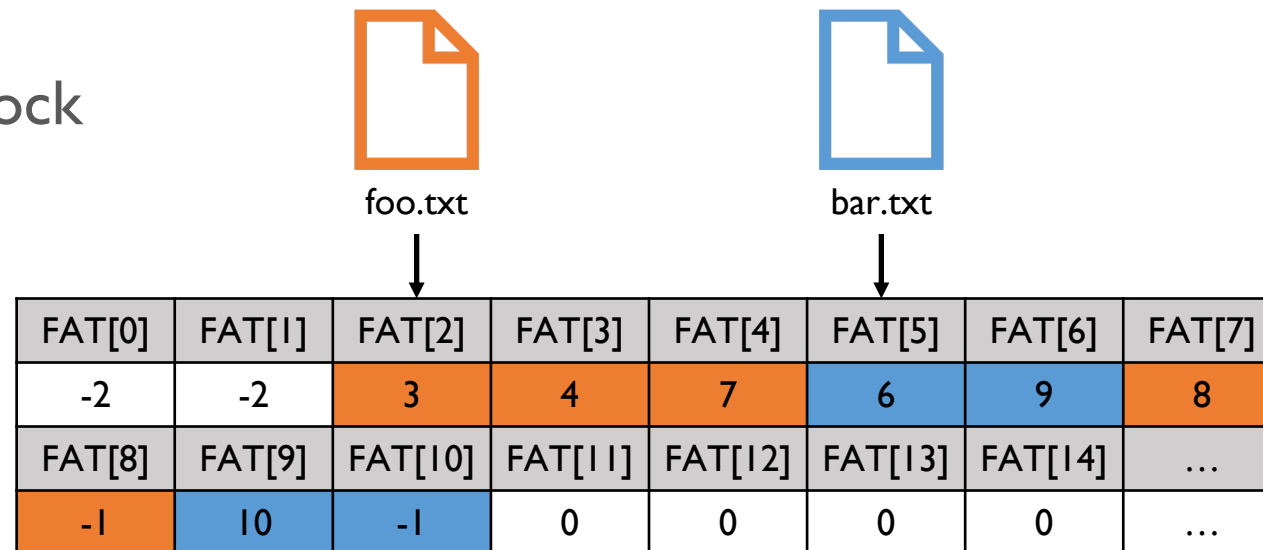 ock
foo.txt bar.txt
FAT[0] FAT[1] FAT[2] FAT[3] FAT[4] FAT[5] FAT[6] FAT[7]
-2 -2 3 4 7 6 9 8
FAT[8] FAT[9] FAT[10] FAT[11] FAT[12] FAT[13] FAT[14] ...
-1 10 -1 0 0 0 0 ...